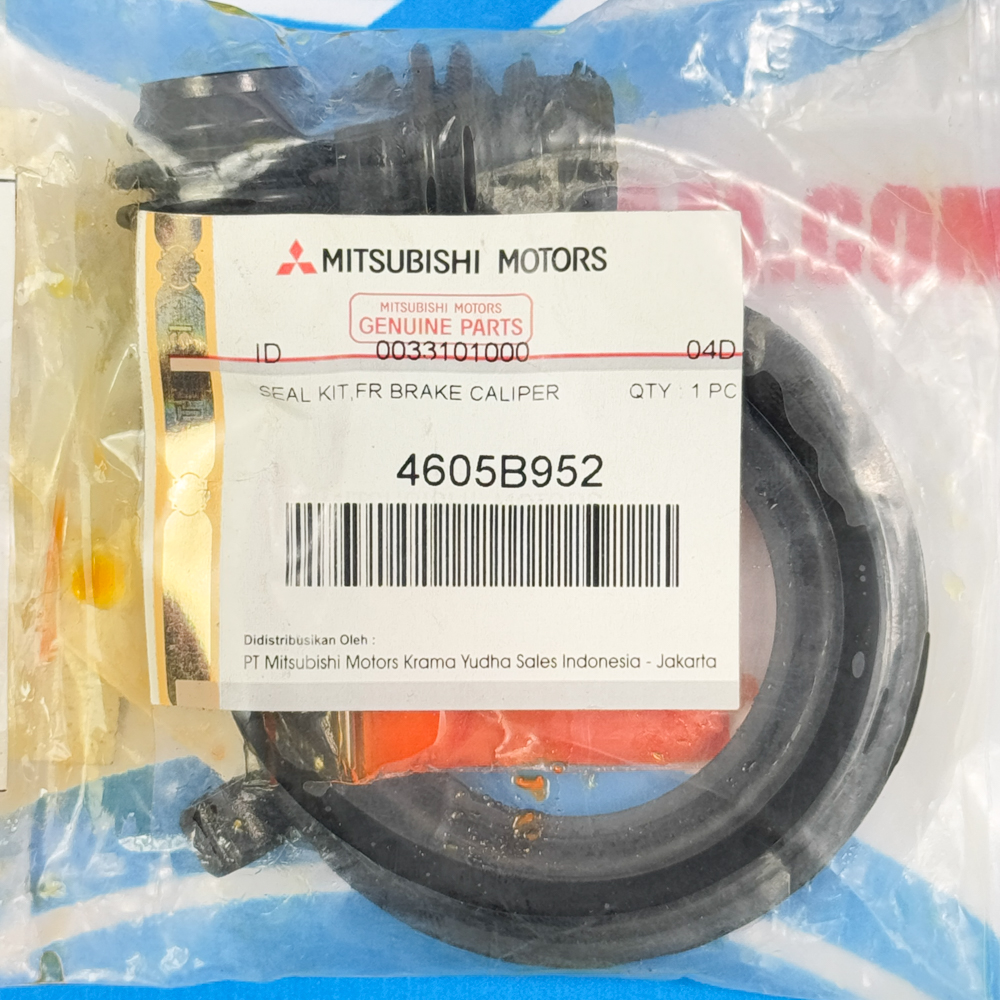 MITSUBISHI MOTORS
MITSUBISHI MOTORS
GENUINE PARTS
ID 0033101000 04D
SEAL KIT,FR BRAKE CALIPER QTY : 1 PC
4605B952
Didistribusikan Oleh :
PT Mitsubishi Motors Krama Yudha Sales Indonesia - Jakarta